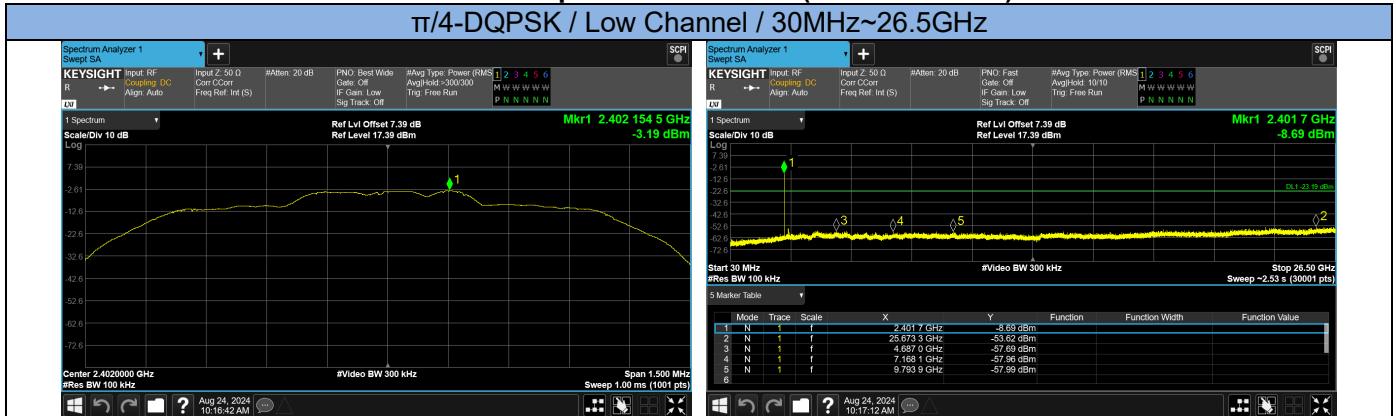 π/4-DQPSK / Low Channel / 30MHz~26.5GHz
Spectrum Analyzer 1
Swept SA
+
SCPI
KEYSIGHT
R
LXI
Input: RF
Coupling: DC
Align: Auto
Input Z: 50 Ω
Corr CCorr
Freq Ref: Int (S)
#Atten: 20 dB
PNO: Best Wide
Gate: Off
IF Gain: Low
Sig Track: Off
#Avg Type: Power (RMS
Avg|Hold:>300/300
Trig: Free Run
1 2 3 4 5 6
M W W W W W
P N N N N N
1 Spectrum
Scale/Div 10 dB
Log
Ref Lvl Offset 7.39 dB
Ref Level 17.39 dBm
Mkr1 2.402 154 5 GHz
-3.19 dBm
7.39
-2.61
-12.6
-22.6
-32.6
-42.6
-52.6
-62.6
-72.6
1
Center 2.4020000 GHz
#Res BW 100 kHz
#Video BW 300 kHz
Span 1.500 MHz
Sweep 1.00 ms (1001 pts)
?
Aug 24, 2024
10:16:42 AM
Spectrum Analyzer 1
Swept SA
+
SCPI
KEYSIGHT
R
LXI
Input: RF
Coupling: DC
Align: Auto
Input Z: 50 Ω
Corr CCorr
Freq Ref: Int (S)
#Atten: 20 dB
PNO: Fast
Gate: Off
IF Gain: Low
Sig Track: Off
#Avg Type: Power (RMS
Avg|Hold: 10/10
Trig: Free Run
1 2 3 4 5 6
M W W W W W
P N N N N N
1 Spectrum
Scale/Div 10 dB
Log
Ref Lvl Offset 7.39 dB
Ref Level 17.39 dBm
Mkr1 2.401 7 GHz
-8.69 dBm
7.39
-2.61
-12.6
-22.6
-32.6
-42.6
-52.6
-62.6
-72.6
1
DL1 -23.19 dBm
3
4
5
2
Start 30 MHz
#Res BW 100 kHz
#Video BW 300 kHz
Stop 26.50 GHz
Sweep ~2.53 s (30001 pts)
5 Marker Table
Mode Trace Scale X Y Function Function Width Function Value
1 N 1 f 2.401 7 GHz -8.69 dBm
2 N 1 f 25.673 3 GHz -53.62 dBm
3 N 1 f 4.687 0 GHz -57.69 dBm
4 N 1 f 7.168 1 GHz -57.96 dBm
5 N 1 f 9.793 9 GHz -57.99 dBm
6
?
Aug 24, 2024
10:17:12 AM